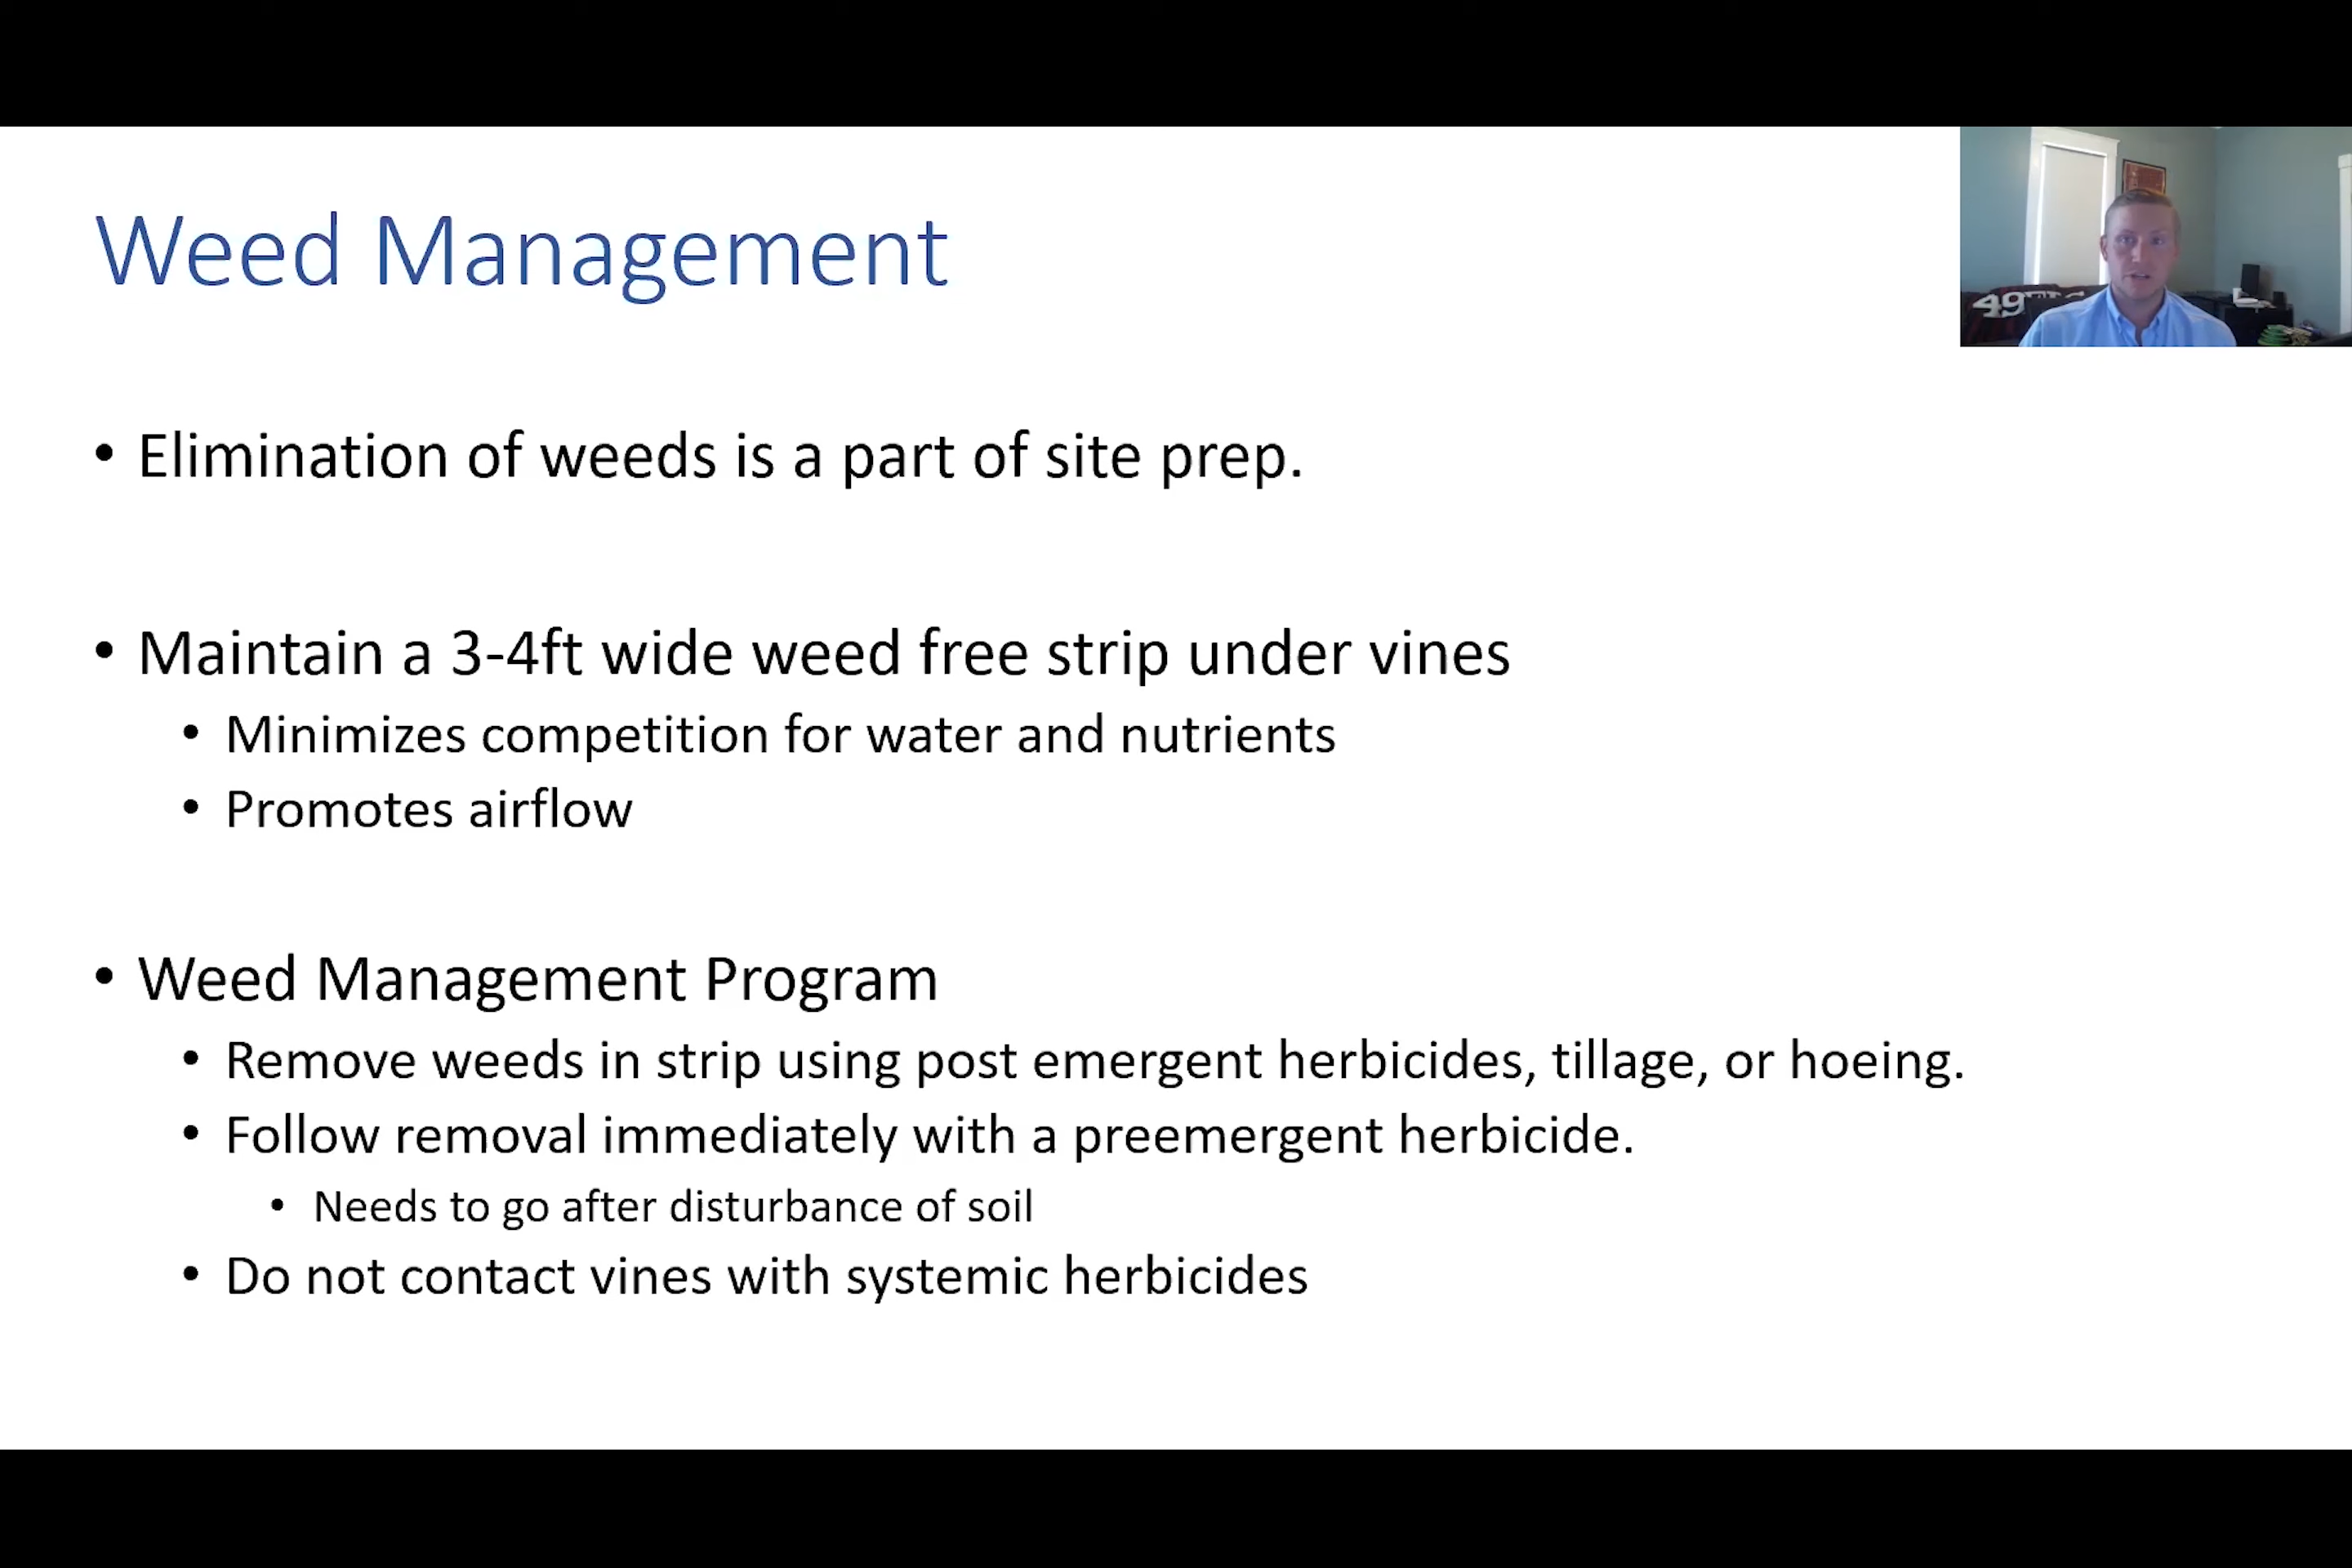 Weed Management
• Elimination of weeds is a part of site prep.
• Maintain a 3-4ft wide weed free strip under vines
• Minimizes competition for water and nutrients
• Promotes airflow
• Weed Management Program
• Remove weeds in strip using post emergent herbicides, tillage, or hoeing.
• Follow removal immediately with a preemergent herbicide.
• Needs to go after disturbance of soil
• Do not contact vines with systemic herbicides